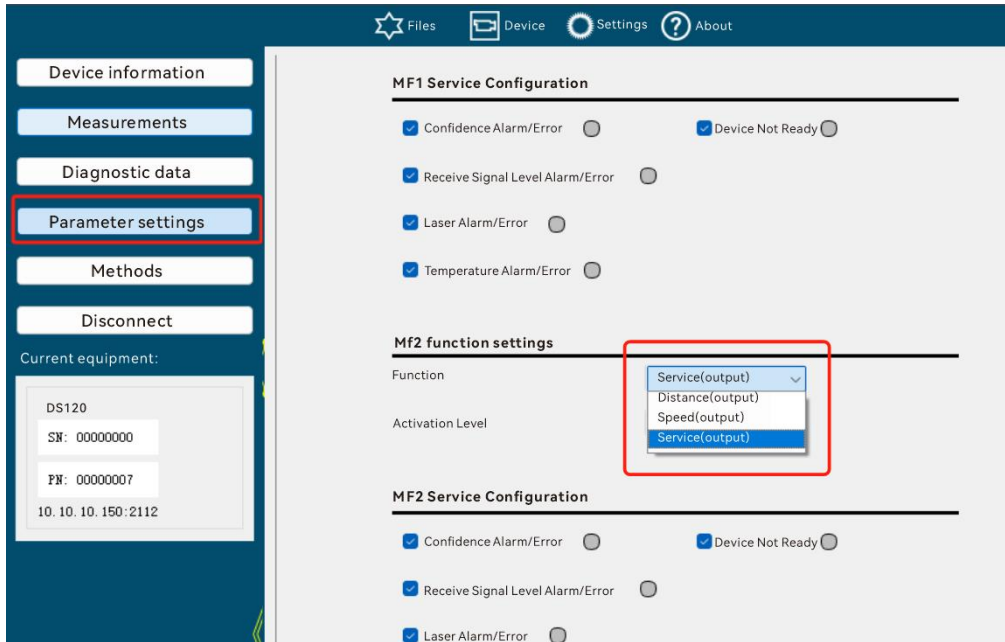 Files Device Settings ? About
Device information
Measurements
Diagnostic data
Parameter settings
Methods
Disconnect
Current equipment:
DS120
SN: 00000000
PN: 00000007
10.10.10.150:2112
MF1 Service Configuration
Confidence Alarm/Error Device Not Ready
Receive Signal Level Alarm/Error
Laser Alarm/Error
Temperature Alarm/Error
Mf2 function settings
Function Service(output)
Distance(output)
Speed(output)
Activation Level
Service(output)
MF2 Service Configuration
Confidence Alarm/Error Device Not Ready
Receive Signal Level Alarm/Error
Laser Alarm/Error